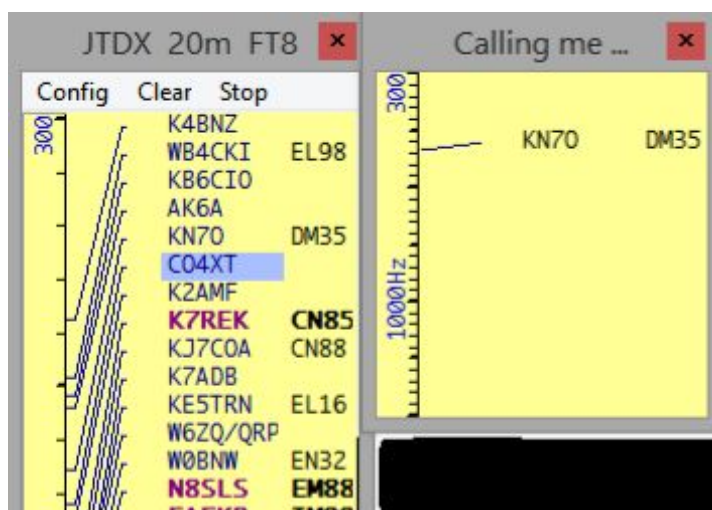 JTDX 20m FT8 ×
Config Clear Stop
300
K4BNZ
WB4CKI EL98
KB6CIO
AK6A
KN7O DM35
CO4XT
K2AMF
K7REK CN85
KJ7COA CN88
K7ADB
KE5TRN EL16
W6ZQ/QRP
WØBNW EN32
N8SLS EM88
Calling me ... ×
300
KN7O DM35
1000Hz